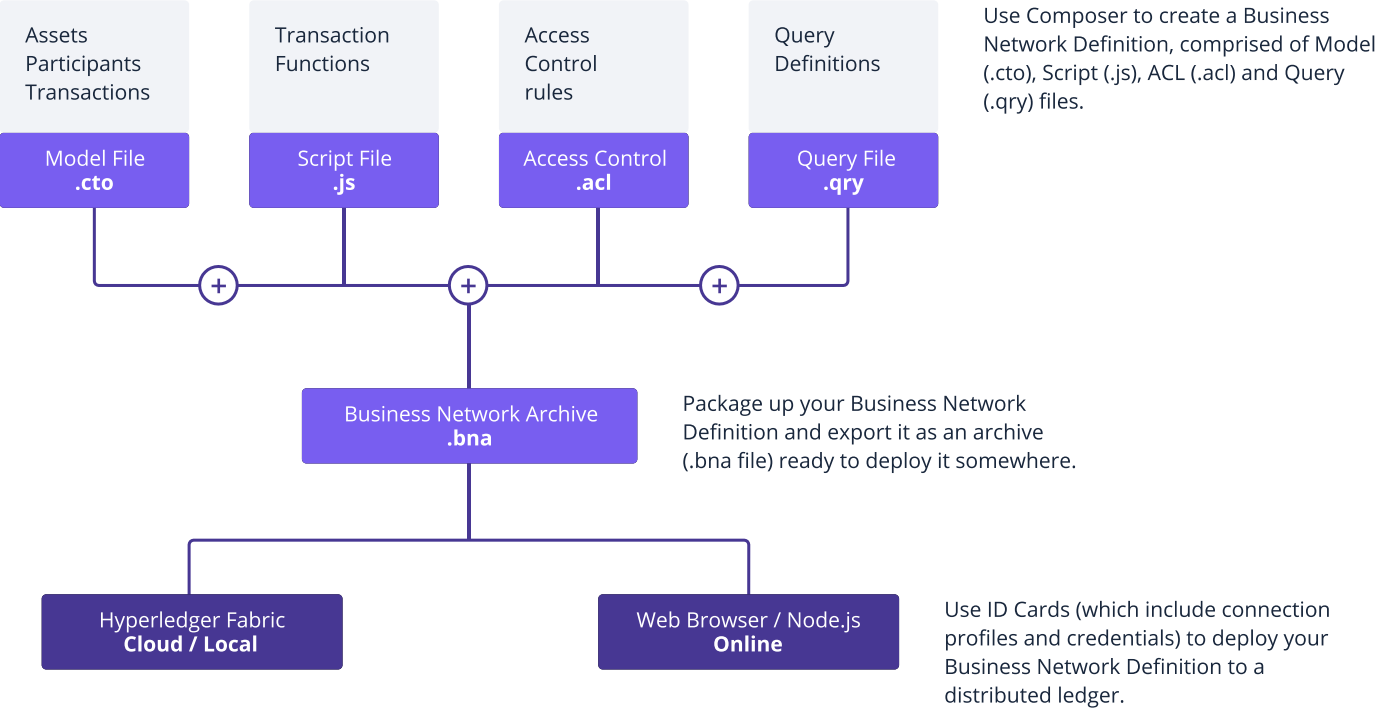 Assets
Participants
Transactions
Transaction
Functions
Access
Control
rules
Query
Definitions
Use Composer to create a Business
Network Definition, comprised of Model
(.cto), Script (.js), ACL (.acl) and Query
(.qry) files.
Model File
.cto
Script File
.js
Access Control
.acl
Query File
.qry
+
+
+
Business Network Archive
.bna
Package up your Business Network
Definition and export it as an archive
(.bna file) ready to deploy it somewhere.
Hyperledger Fabric
Cloud / Local
Web Browser / Node.js
Online
Use ID Cards (which include connection
profiles and credentials) to deploy your
Business Network Definition to a
distributed ledger.